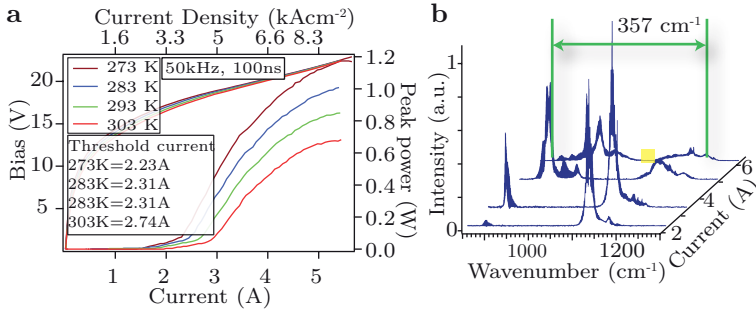 a
Current Density (kAcm-2)
1.6 3.3 5 6.6 8.3
273 K
283 K
293 K
303 K
50kHz, 100ns
Threshold current
273K=2.23A
283K=2.31A
283K=2.31A
303K=2.74A
Bias (V)
20
15
10
5
Peak power (W)
1.2
1.0
0.8
0.6
0.4
0.2
0.0
1 2 3 4 5
Current (A)
b
357 cm-1
Intensity (a.u.)
1
0
1000 1200
Wavenumber (cm-1)
2
4
6
Current (A)